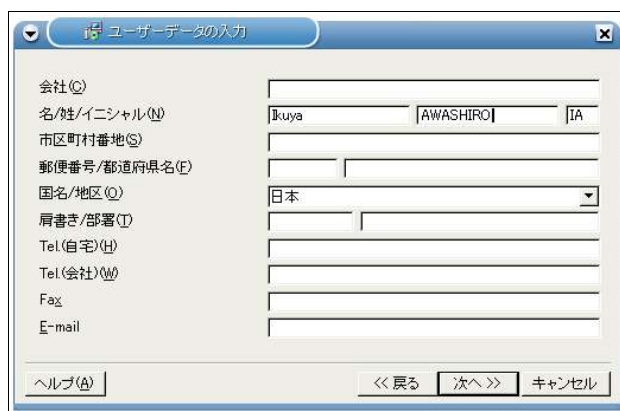 ユーザーデータの入力
会社(C)
名/姓/イニシャル(N) Ikuya AWASHIRO IA
市区町村番地(S)
郵便番号/都道府県名(F)
国名/地区(O) 日本
肩書き/部署(T)
Tel.(自宅)(H)
Tel.(会社)(W)
Fax
E-mail
ヘルプ(A) << 戻る 次へ >> キャンセル